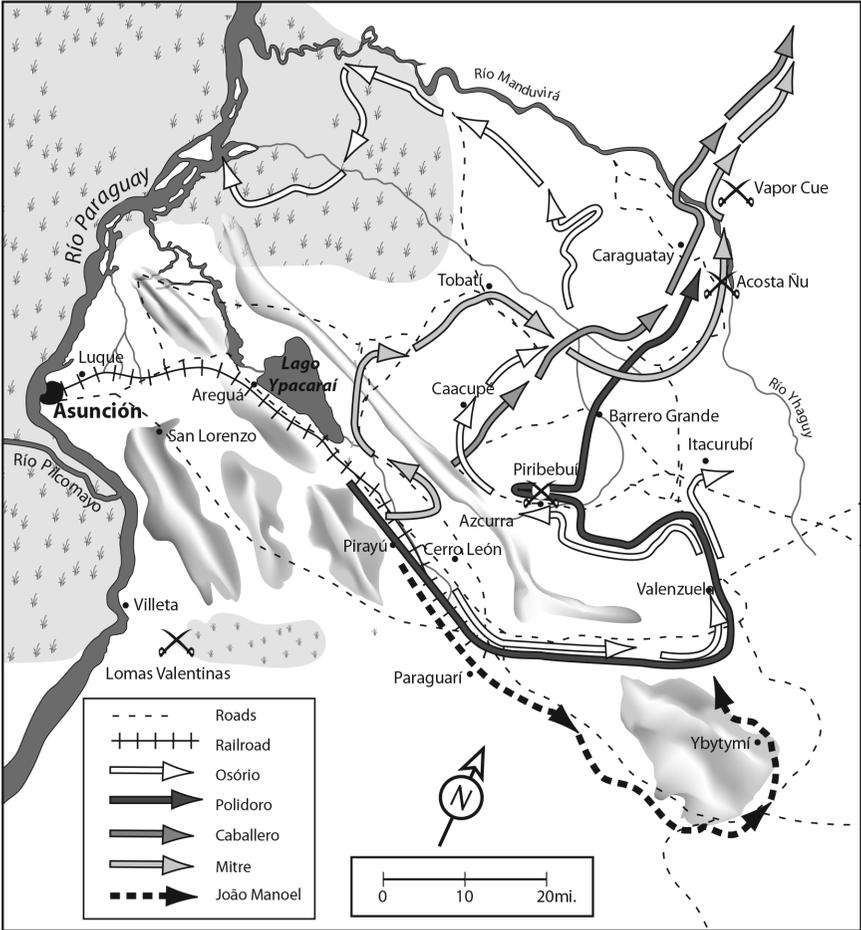 Río Manduvirá
Río Paraguay
Vapor Cue
Caraguatay
Tobatí
Acosta Ñu
Luque
Lago
Ypacaraí
Areguá
Asunción
Caacupé
Río Yhaguy
Barrero Grande
San Lorenzo
Itacurubí
Río Pilcomayo
Piribebuí
Azcurra
Pirayú
Cerro León
Valenzuela
Villeta
Lomas Valentinas
Paraguarí
Ybytymí
Roads
Railroad
Osório
Polidoro
Caballero
Mitre
João Manoel
N
0 10 20mi.